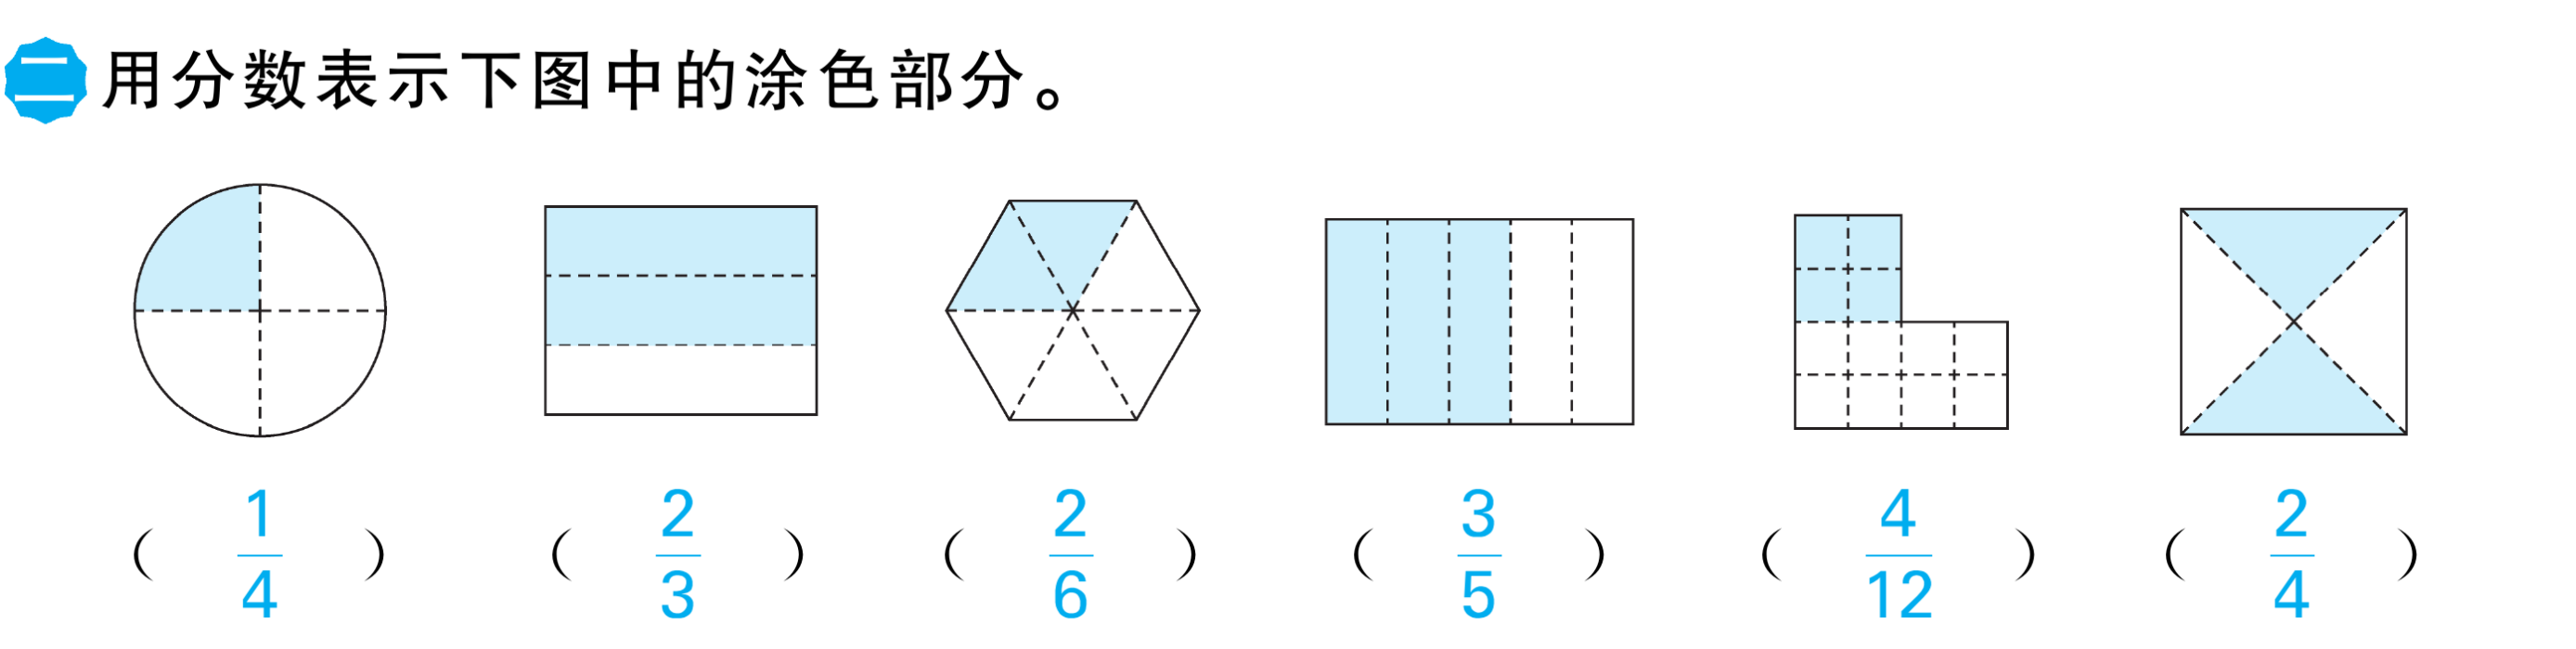 二 用分数表示下图中的涂色部分。
( 1/4 ) ( 2/3 ) ( 2/6 ) ( 3/5 ) ( 4/12 ) ( 2/4 )